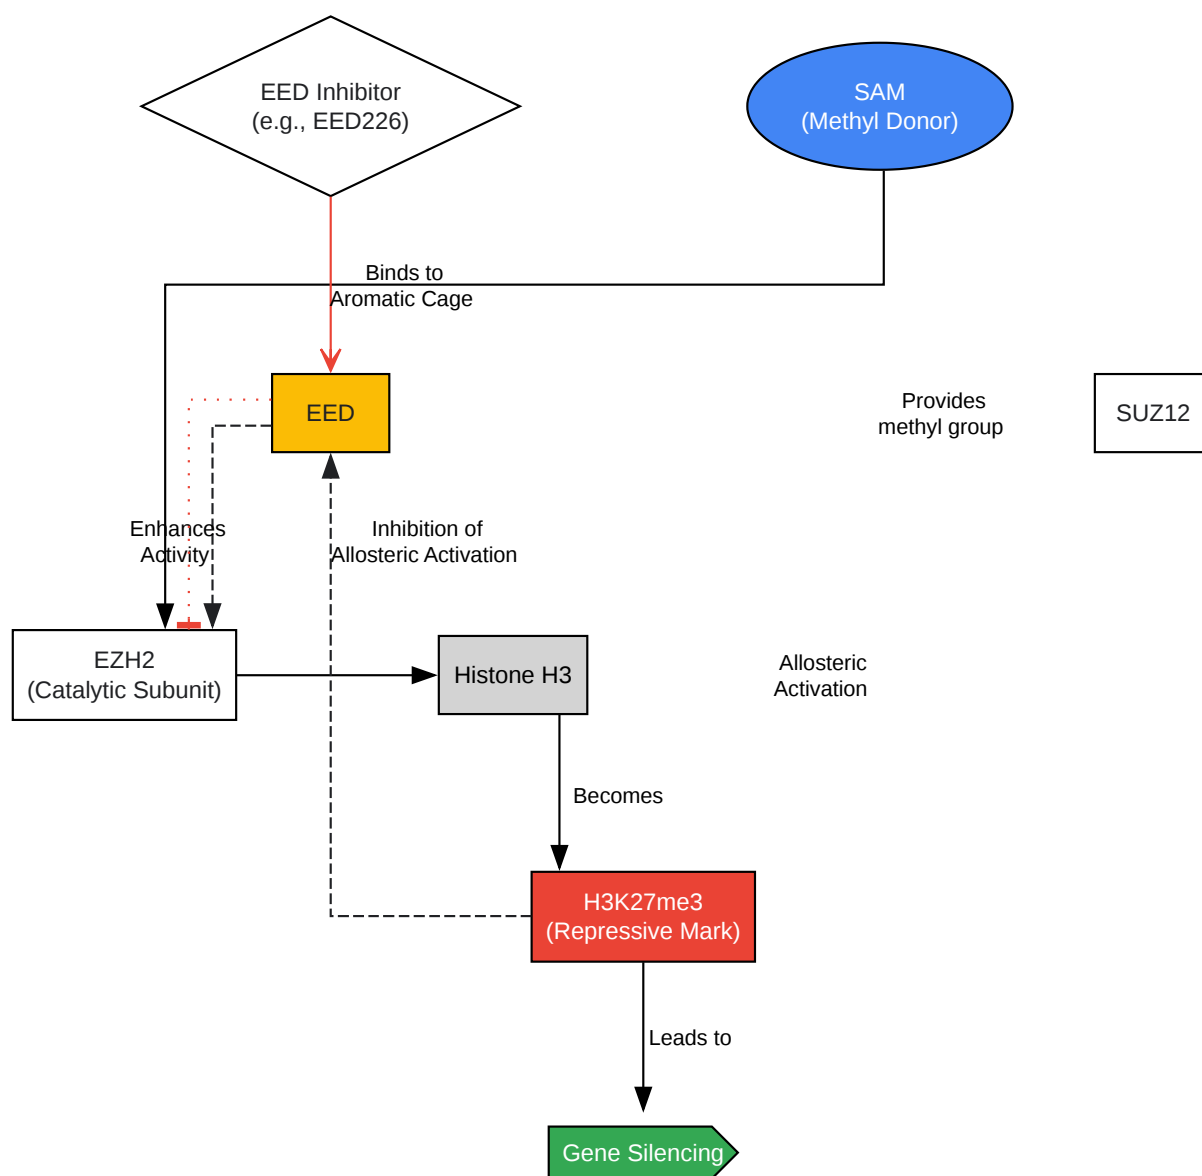 EED Inhibitor
(e.g., EED226)
SAM
(Methyl Donor)
Binds to
Aromatic Cage
EED
Provides
methyl group
SUZ12
Enhances
Activity
Inhibition of
Allosteric Activation
EZH2
(Catalytic Subunit)
Histone H3
Allosteric
Activation
Becomes
H3K27me3
(Repressive Mark)
Leads to
Gene Silencing